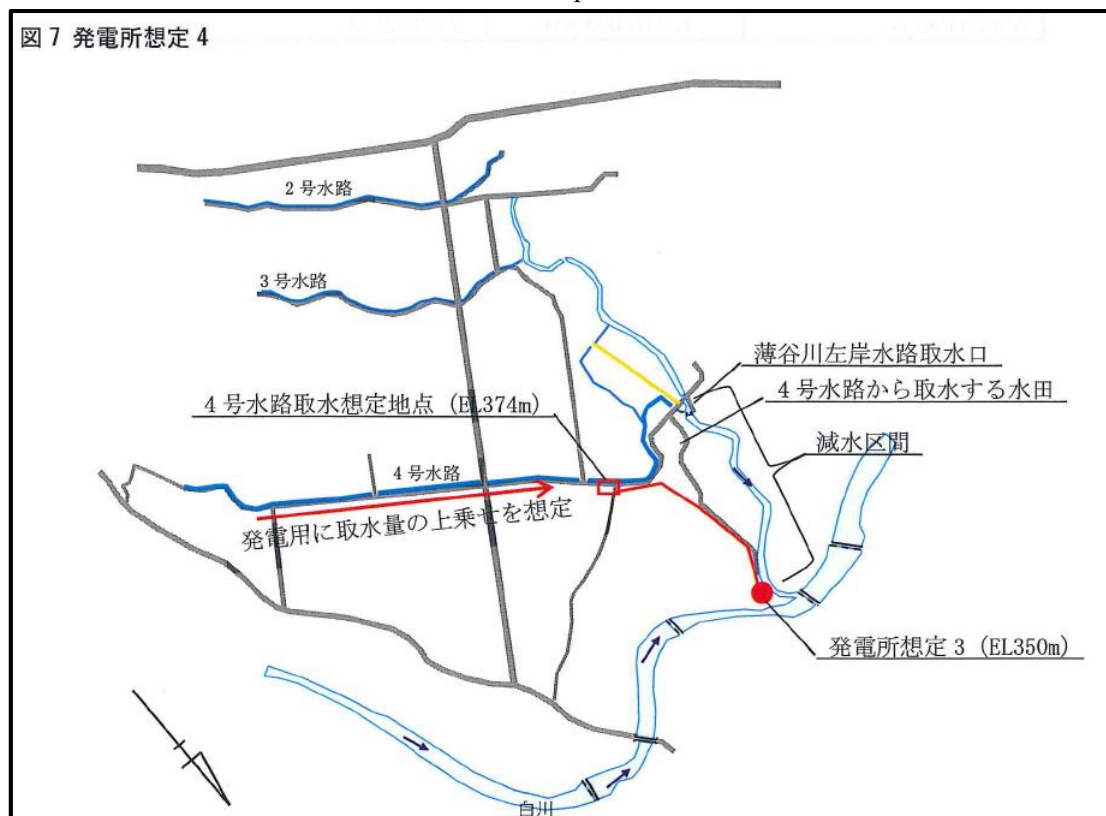 図7 発電所想定4
2号水路
3号水路
薄谷川左岸水路取水口
4号水路取水想定地点（EL374m）
4号水路から取水する水田
減水区間
4号水路
発電用に取水量の上乗せを想定
発電所想定3（EL350m）
白川